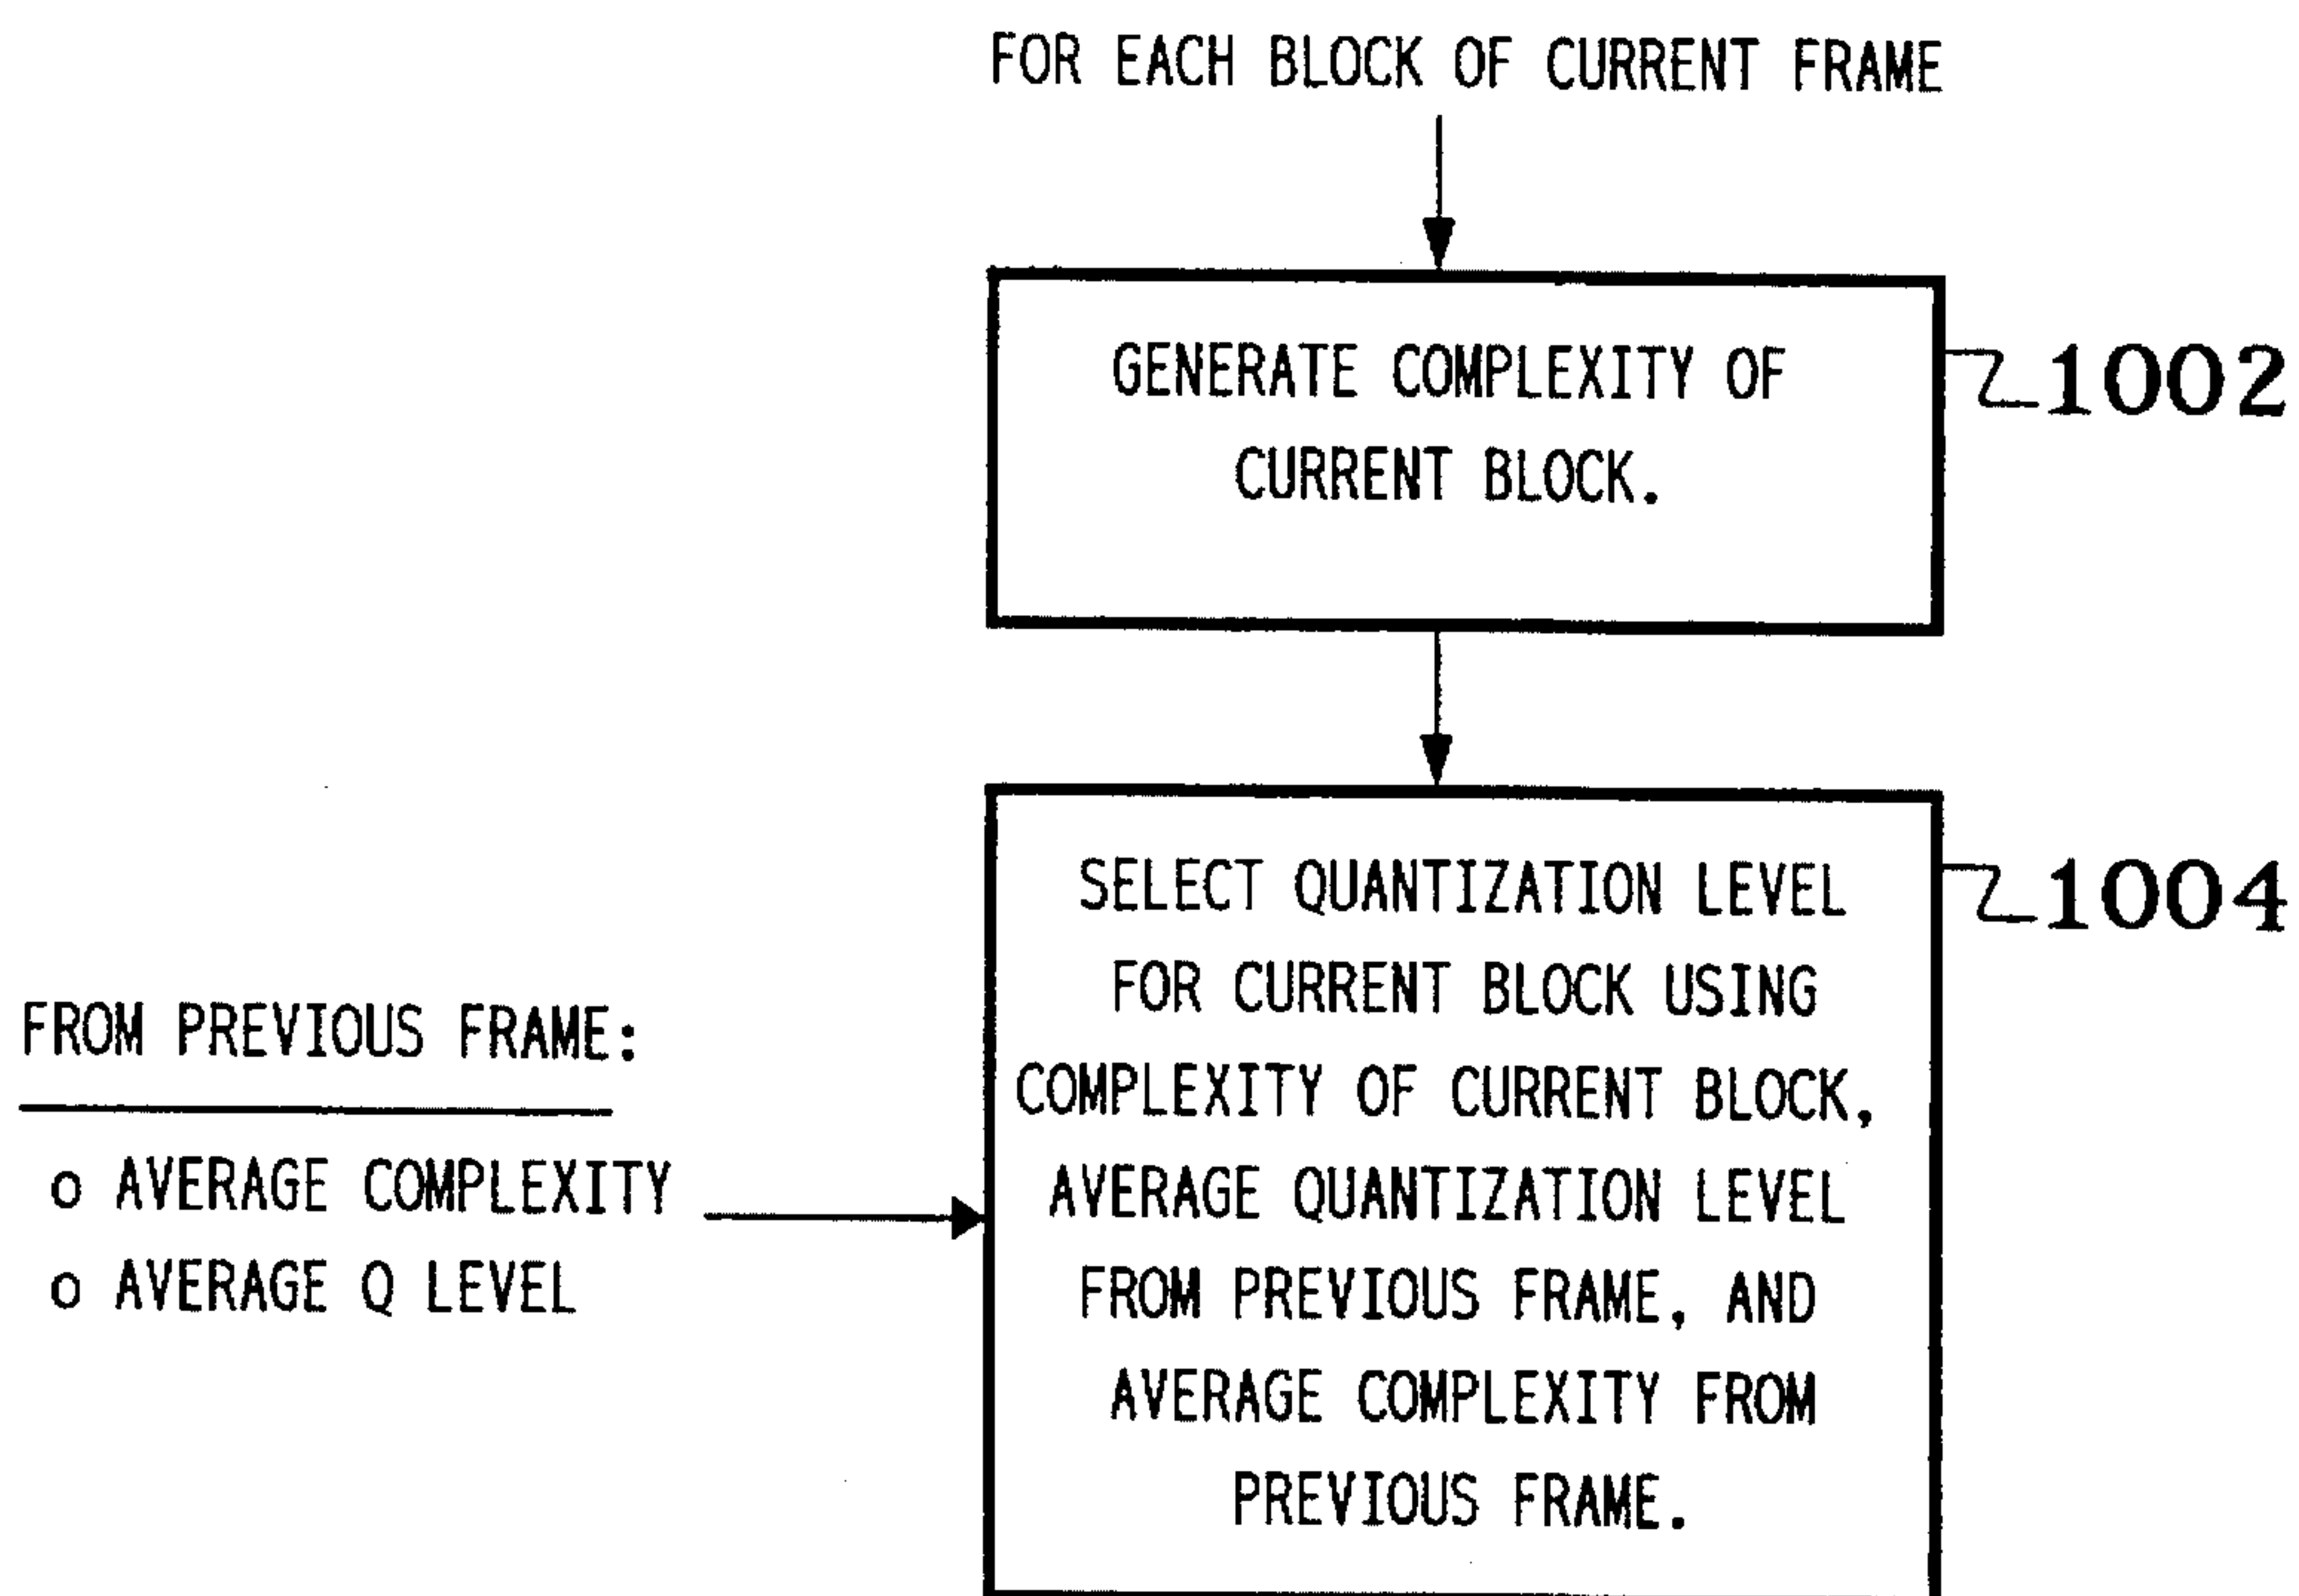 FOR EACH BLOCK OF CURRENT FRAME
GENERATE COMPLEXITY OF
CURRENT BLOCK.
1002
SELECT QUANTIZATION LEVEL
FOR CURRENT BLOCK USING
COMPLEXITY OF CURRENT BLOCK,
AVERAGE QUANTIZATION LEVEL
FROM PREVIOUS FRAME, AND
AVERAGE COMPLEXITY FROM
PREVIOUS FRAME.
1004
FROM PREVIOUS FRAME:
o AVERAGE COMPLEXITY
o AVERAGE Q LEVEL